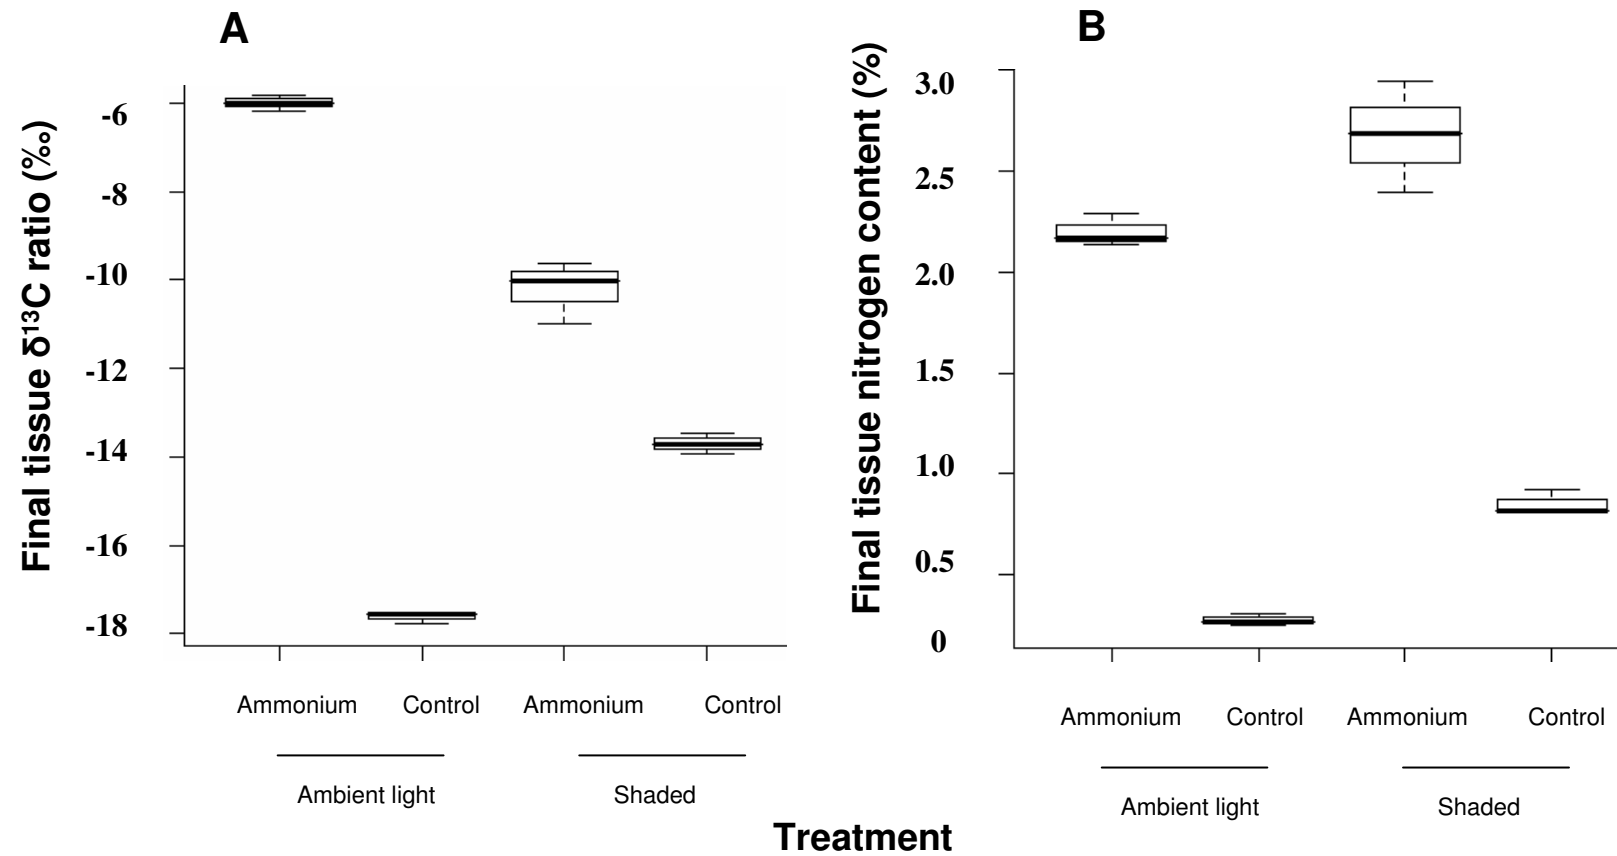 A
Final tissue δ¹³C ratio (‰)
-6
-8
-10
-12
-14
-16
-18
Ammonium Control Ammonium Control
Ambient light Shaded
B
Final tissue nitrogen content (%)
3.0
2.5
2.0
1.5
1.0
0.5
0
Ammonium Control Ammonium Control
Ambient light Shaded
Treatment